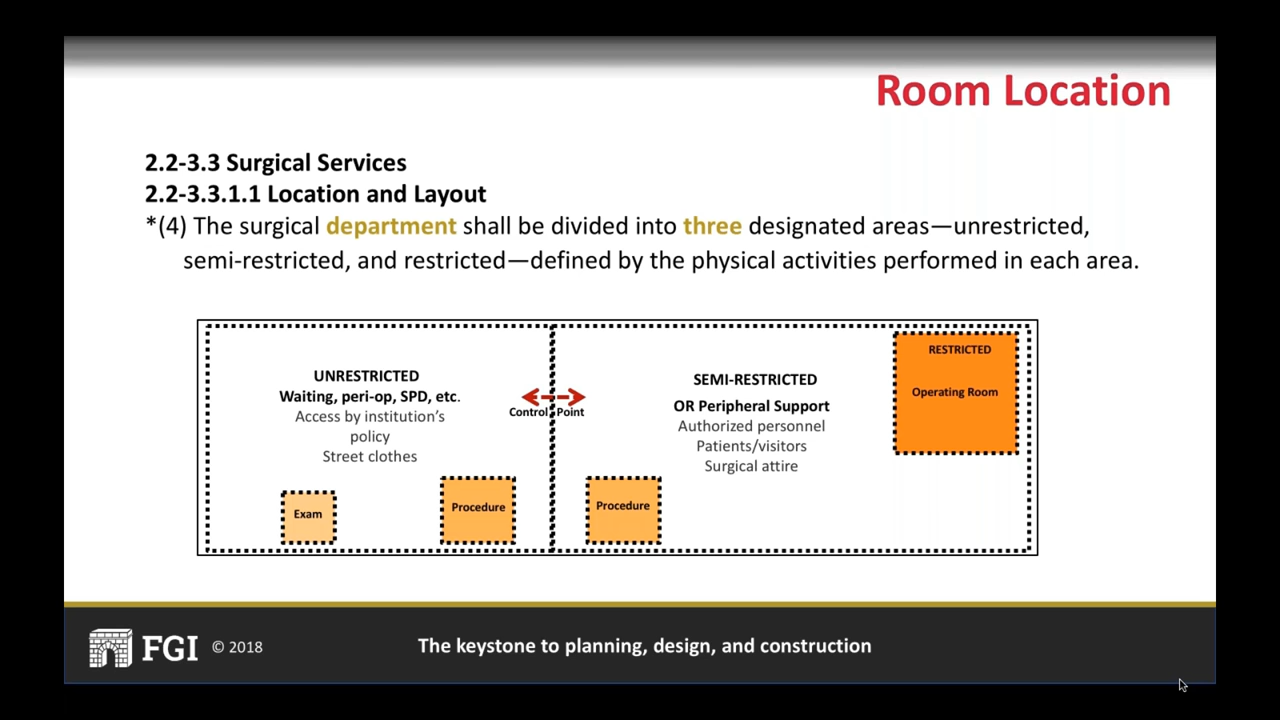 Room Location
2.2-3.3 Surgical Services
2.2-3.3.1.1 Location and Layout
*(4) The surgical department shall be divided into three designated areas—unrestricted,
semi-restricted, and restricted—defined by the physical activities performed in each area.
UNRESTRICTED
Waiting, peri-op, SPD, etc.
Access by institution's
policy
Street clothes
Exam
Procedure
Control Point
SEMI-RESTRICTED
OR Peripheral Support
Authorized personnel
Patients/visitors
Surgical attire
Procedure
RESTRICTED
Operating Room
FGI © 2018
The keystone to planning, design, and construction